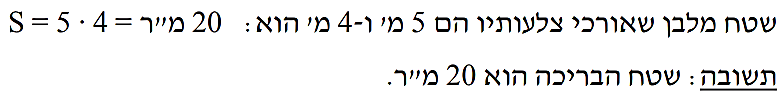 שטח מלבן שאורכי צלעותיו הם 5 מ' ו-4 מ' הוא: S = 5 · 4 = 20 מ"ר
תשובה: שטח הבריכה הוא 20 מ"ר.